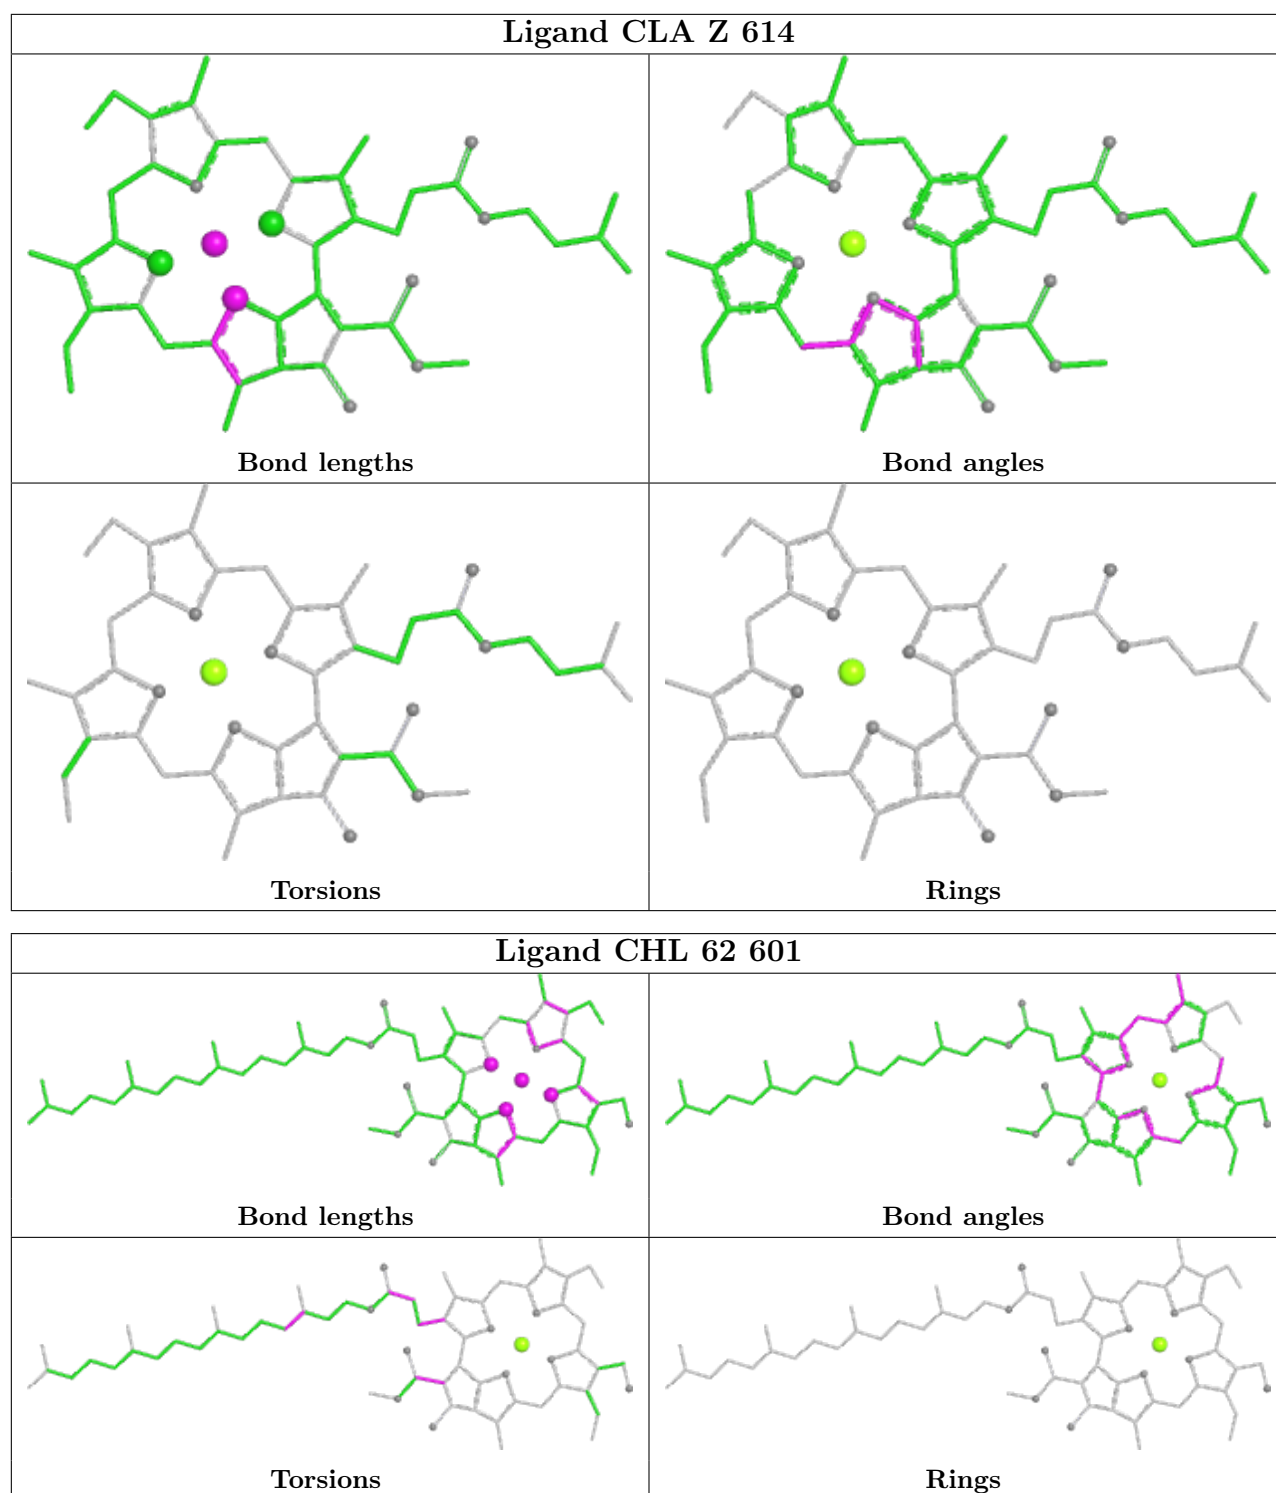 Ligand CLA Z 614
Bond lengths
Bond angles
Torsions
Rings
Ligand CHL 62 601
Bond lengths
Bond angles
Torsions
Rings